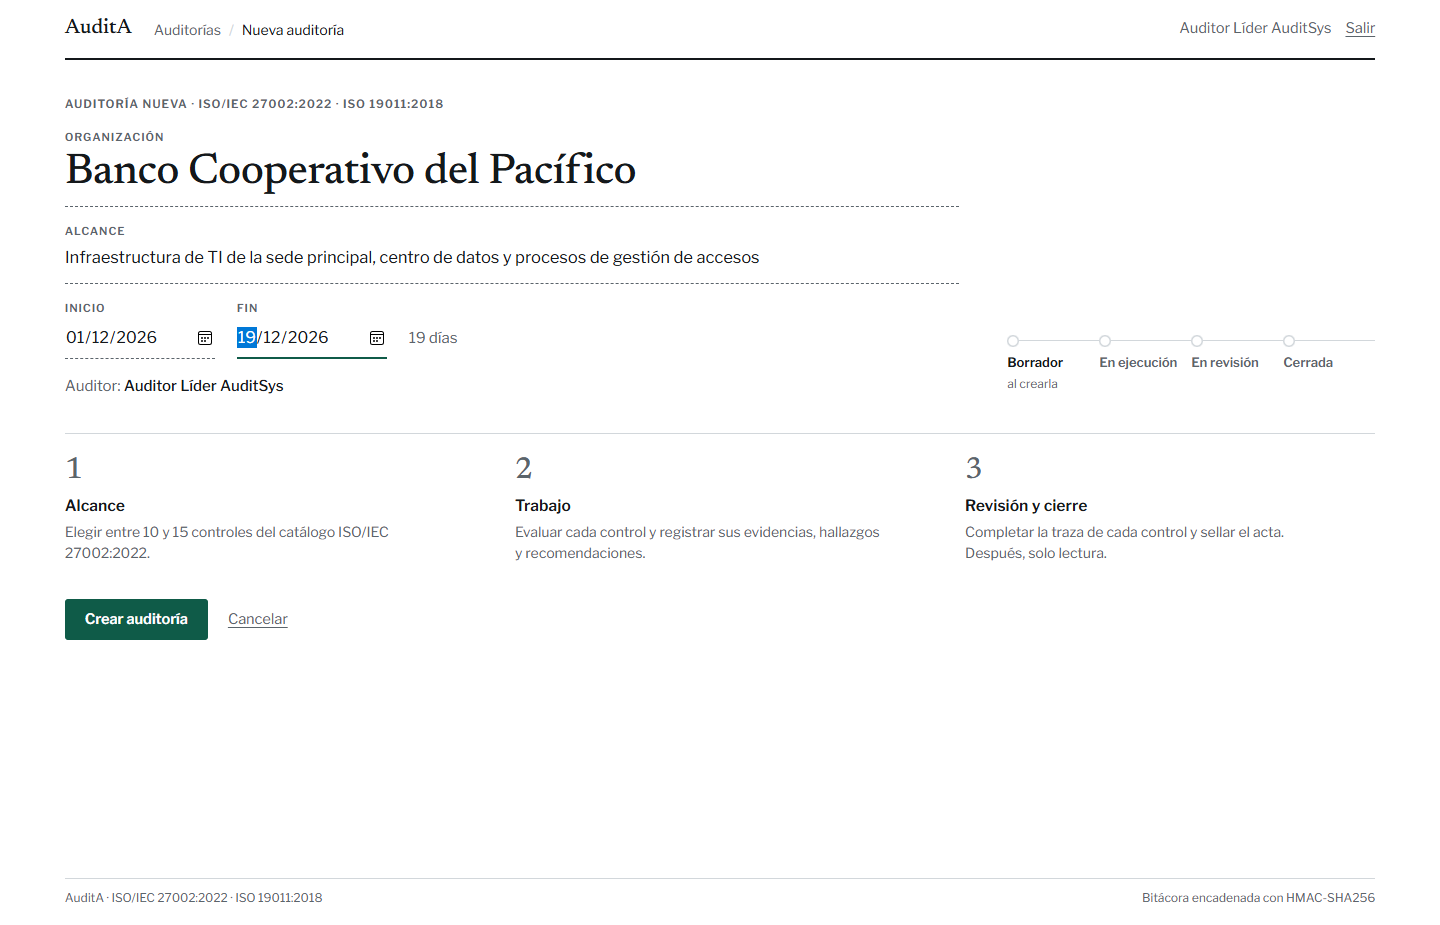 AuditA Auditorías / Nueva auditoría Auditor Líder AuditSys Salir
AUDITORÍA NUEVA · ISO/IEC 27002:2022 · ISO 19011:2018
ORGANIZACIÓN
Banco Cooperativo del Pacífico
ALCANCE
Infraestructura de TI de la sede principal, centro de datos y procesos de gestión de accesos
INICIO FIN
01/12/2026 19/12/2026 19 días
Auditor: Auditor Líder AuditSys
Borrador En ejecución En revisión Cerrada
al crearla
1
Alcance
Elegir entre 10 y 15 controles del catálogo ISO/IEC
27002:2022.
2
Trabajo
Evaluar cada control y registrar sus evidencias, hallazgos
y recomendaciones.
3
Revisión y cierre
Completar la traza de cada control y sellar el acta.
Después, solo lectura.
Crear auditoría Cancelar
AuditA · ISO/IEC 27002:2022 · ISO 19011:2018 Bitácora encadenada con HMAC-SHA256